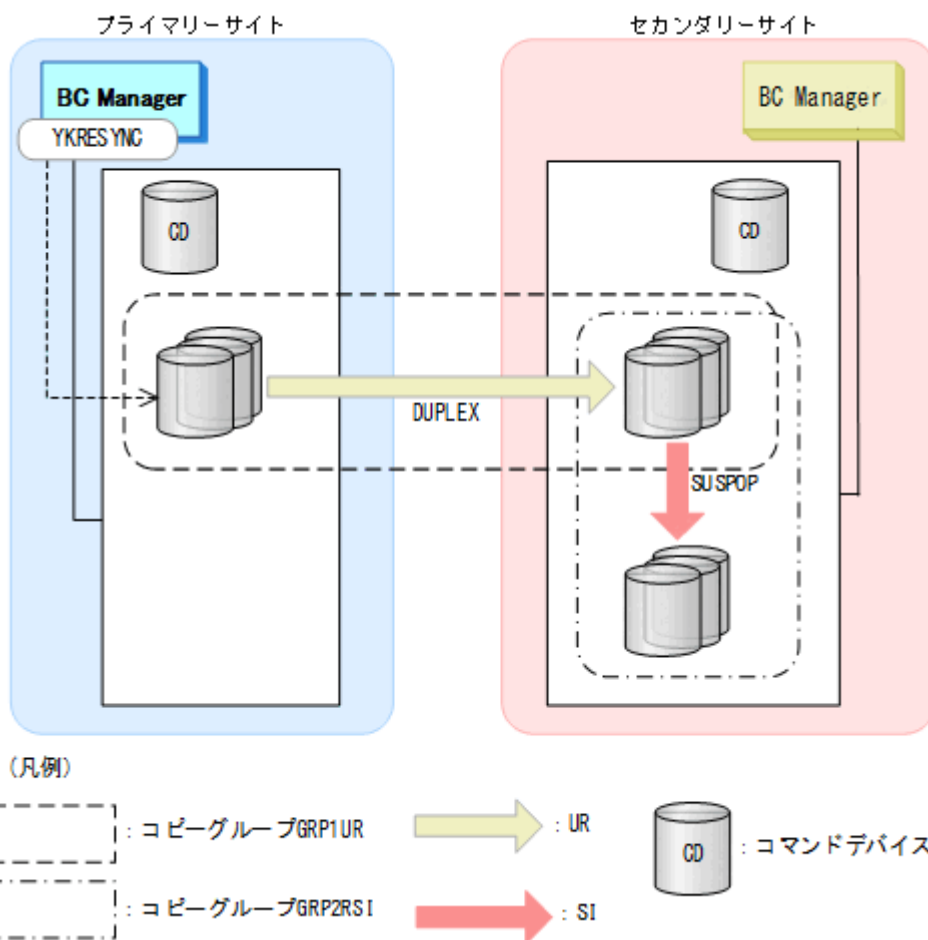 プライマリーサイト
セカンダリーサイト
BC Manager
BC Manager
YKRESYNC
CD
CD
DUPLEX
SUSPOP
(凡例)
: コピーグループGRP1UR
: UR
CD
: コマンドデバイス
: コピーグループGRP2RSI
: SI